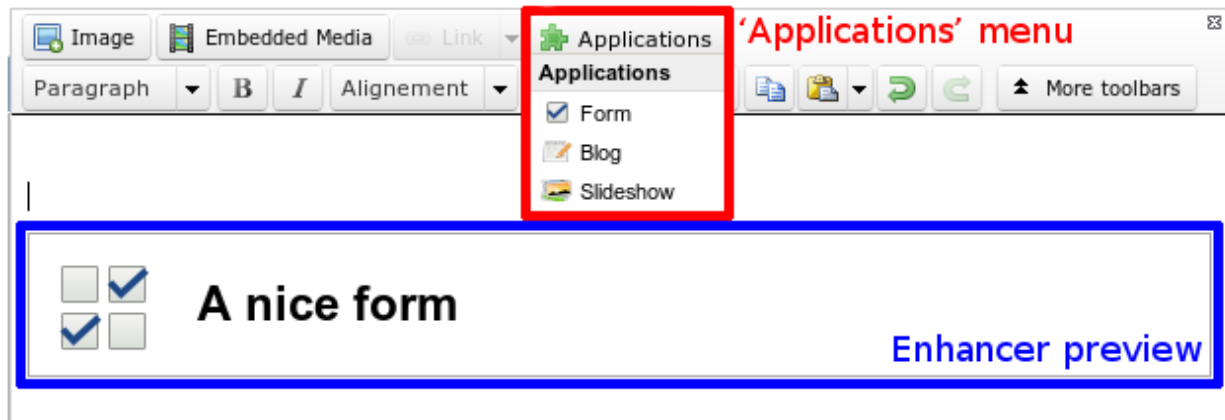 Image Embedded Media Link Applications 'Applications' menu
Paragraph B I Alignement Applications More toolbars
Form
Blog
Slideshow
A nice form
Enhancer preview